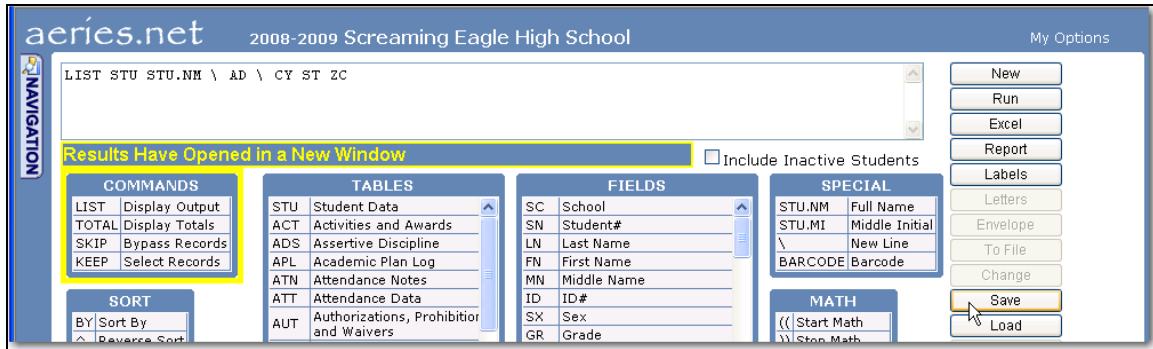 aeries.net 2008-2009 Screaming Eagle High School My Options
NAVIGATION
LIST STU STU.NM \ AD \ CY ST ZC
Results Have Opened in a New Window
Include Inactive Students
New
Run
Excel
Report
Labels
Letters
Envelope
To File
Change
Save
Load
COMMANDS
LIST Display Output
TOTAL Display Totals
SKIP Bypass Records
KEEP Select Records
SORT
BY Sort By
^ Reverse Sort
TABLES
STU Student Data
ACT Activities and Awards
ADS Assertive Discipline
APL Academic Plan Log
ATN Attendance Notes
ATT Attendance Data
AUT Authorizations, Prohibitior
and Waivers
FIELDS
SC School
SN Student#
LN Last Name
FN First Name
MN Middle Name
ID ID#
SX Sex
GR Grade
SPECIAL
STU.NM Full Name
STU.MI Middle Initial
\ New Line
BARCODE Barcode
MATH
(( Start Math
)) Stop Math